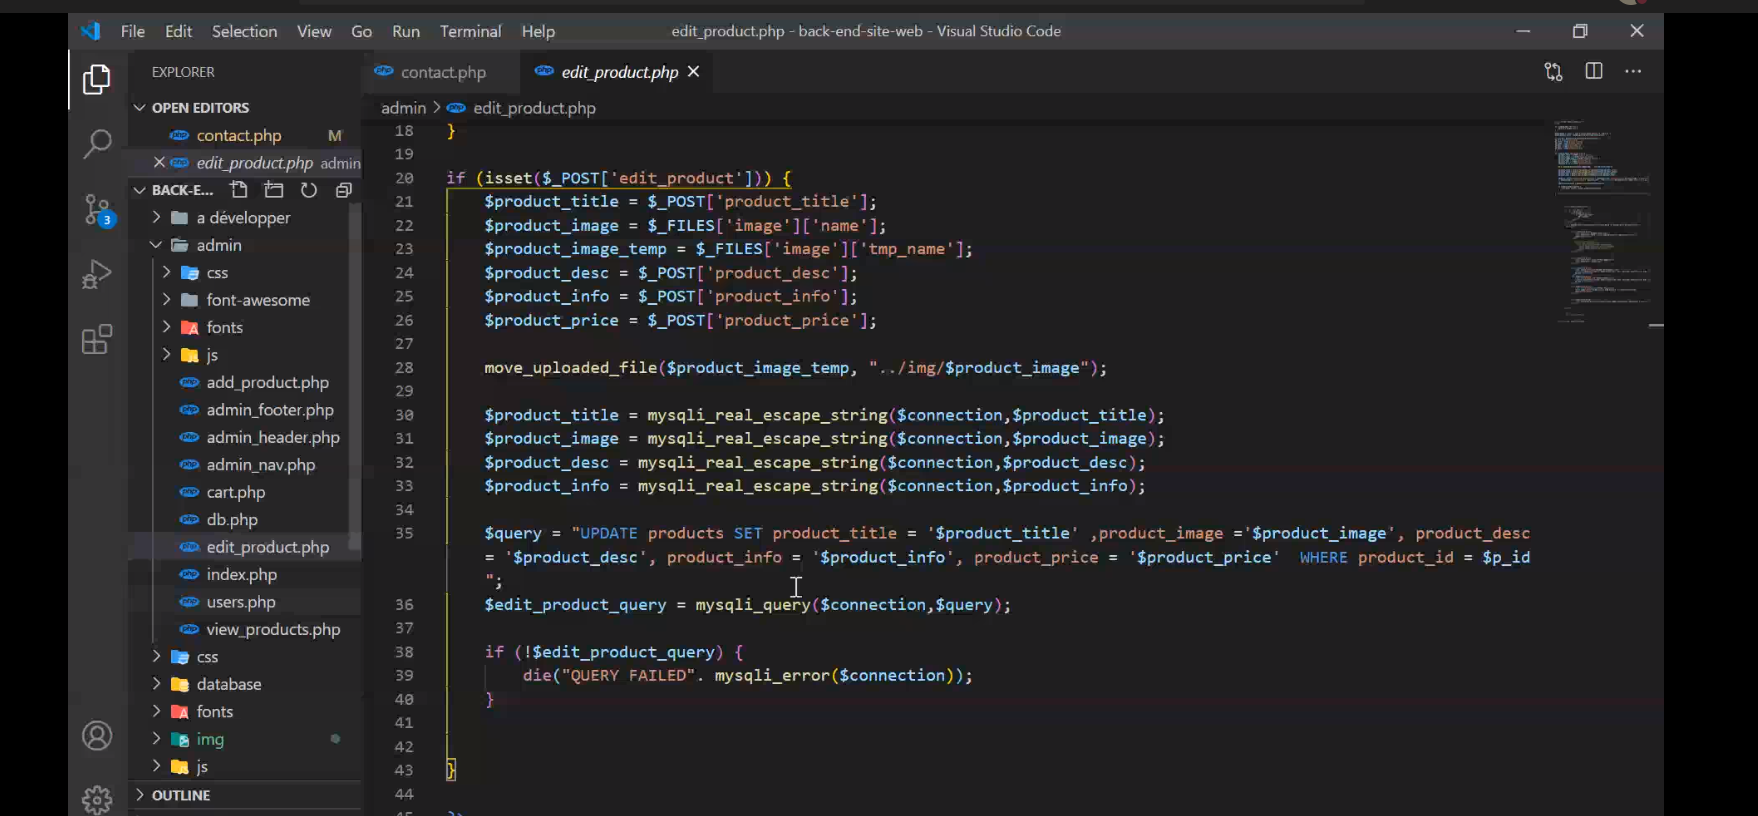 File Edit Selection View Go Run Terminal Help
edit_product.php - back-end-site-web - Visual Studio Code
EXPLORER
OPEN EDITORS
contact.php M
edit_product.php admin
BACK-E...
a développer
admin
css
font-awesome
fonts
js
add_product.php
admin_footer.php
admin_header.php
admin_nav.php
cart.php
db.php
edit_product.php
index.php
users.php
view_products.php
css
database
fonts
img
js
OUTLINE
3
contact.php
edit_product.php
admin > edit_product.php
18 }
19
20 if (isset($_POST['edit_product'])) {
21 $product_title = $_POST['product_title'];
22 $product_image = $_FILES['image']['name'];
23 $product_image_temp = $_FILES['image']['tmp_name'];
24 $product_desc = $_POST['product_desc'];
25 $product_info = $_POST['product_info'];
26 $product_price = $_POST['product_price'];
27
28 move_uploaded_file($product_image_temp, "../img/$product_image");
29
30 $product_title = mysqli_real_escape_string($connection,$product_title);
31 $product_image = mysqli_real_escape_string($connection,$product_image);
32 $product_desc = mysqli_real_escape_string($connection,$product_desc);
33 $product_info = mysqli_real_escape_string($connection,$product_info);
34
35 $query = "UPDATE products SET product_title = '$product_title' ,product_image ='$product_image', product_desc
= '$product_desc', product_info = '$product_info', product_price = '$product_price'  WHERE product_id = $p_id
";
36 $edit_product_query = mysqli_query($connection,$query);
37
38 if (!$edit_product_query) {
39 die("QUERY FAILED". mysqli_error($connection));
40 }
41
42
43 }
44